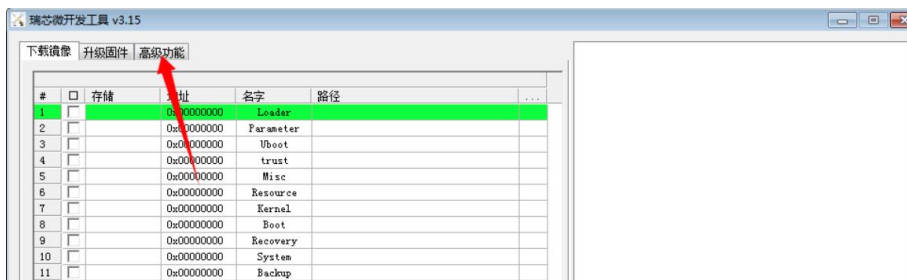 瑞芯微开发工具 v3.15
下载镜像 升级固件 高级功能
# 存储 地址 名字 路径 ...
1 0x00000000 Loader
2 0x00000000 Parameter
3 0x00000000 Uboot
4 0x00000000 trust
5 0x00000000 Misc
6 0x00000000 Resource
7 0x00000000 Kernel
8 0x00000000 Boot
9 0x00000000 Recovery
10 0x00000000 System
11 0x00000000 Backup